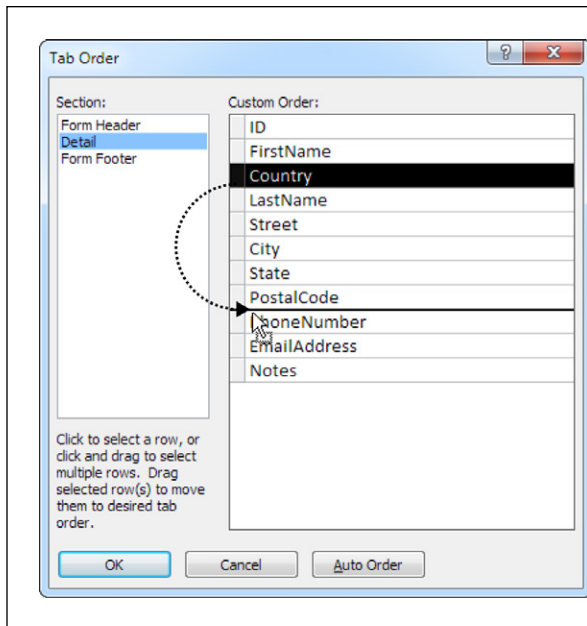 Tab Order
Section:
Form Header
Detail
Form Footer
Custom Order:
ID
FirstName
Country
LastName
Street
City
State
PostalCode
PhoneNumber
EmailAddress
Notes
Click to select a row, or
click and drag to select
multiple rows. Drag
selected row(s) to move
them to desired tab
order.
OK
Cancel
Auto Order